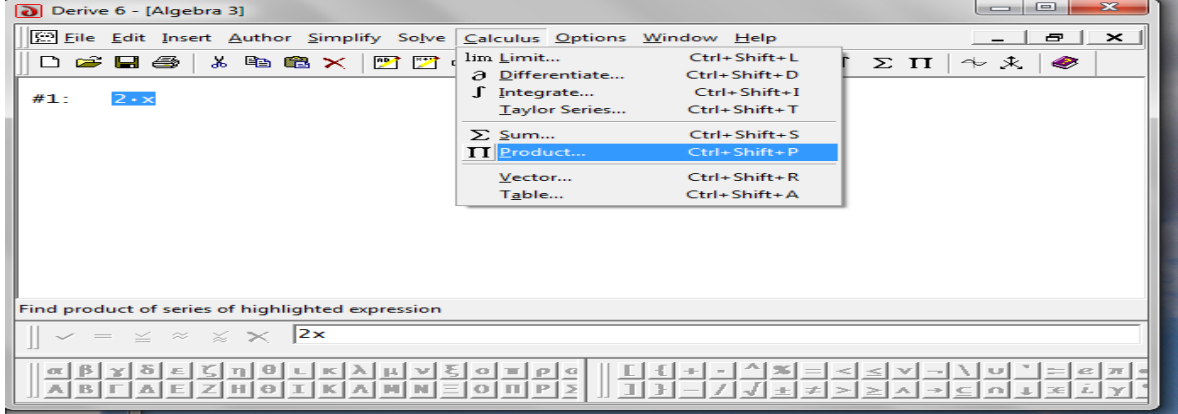 Derive 6 - [Algebra 3]
File Edit Insert Author Simplify Solve Calculus Options Window Help
lim Limit... Ctrl+Shift+L
∂ Differentiate... Ctrl+Shift+D
∫ Integrate... Ctrl+Shift+I
Taylor Series... Ctrl+Shift+T
∑ Sum... Ctrl+Shift+S
∏ Product... Ctrl+Shift+P
Vector... Ctrl+Shift+R
Table... Ctrl+Shift+A
∑ ∏
#1: 2·x
Find product of series of highlighted expression
= ≈ 2x
α β γ δ ε ζ η θ ι κ λ μ ν ξ ο π ρ σ [ { + - ^ % = < ≤ ∨ ¬ \ ∪ ` := e π
Α Β Γ Δ Ε Ζ Η Θ Ι Κ Λ Μ Ν Ξ Ο Π Ρ Σ ] } – / √ ± ≠ > ≥ ∧ → ⊆ ∩ ↓ î γ